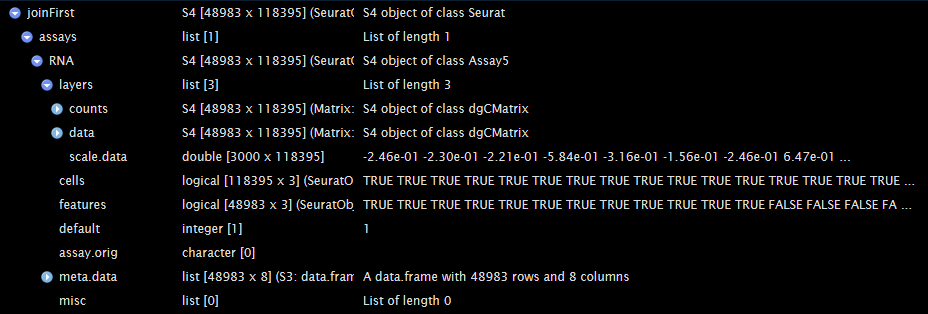 joinFirst S4 [48983 x 118395] (Seurat( S4 object of class Seurat
assays list [1] List of length 1
RNA S4 [48983 x 118395] (Seurat( S4 object of class Assay5
layers list [3] List of length 3
counts S4 [48983 x 118395] (Matrix: S4 object of class dgCMatrix
data S4 [48983 x 118395] (Matrix: S4 object of class dgCMatrix
scale.data double [3000 x 118395] -2.46e-01 -2.30e-01 -2.21e-01 -5.84e-01 -3.16e-01 -1.56e-01 -2.46e-01 6.47e-01 ...
cells logical [118395 x 3] (SeuratO TRUE TRUE TRUE TRUE TRUE TRUE TRUE TRUE TRUE TRUE TRUE TRUE TRUE TRUE TRUE TRUE ...
features logical [48983 x 3] (SeuratObj TRUE TRUE TRUE TRUE TRUE TRUE TRUE TRUE TRUE TRUE TRUE TRUE FALSE FALSE FALSE FA ...
default integer [1] 1
assay.orig character [0]
meta.data list [48983 x 8] (S3: data.fram A data.frame with 48983 rows and 8 columns
misc list [0] List of length 0